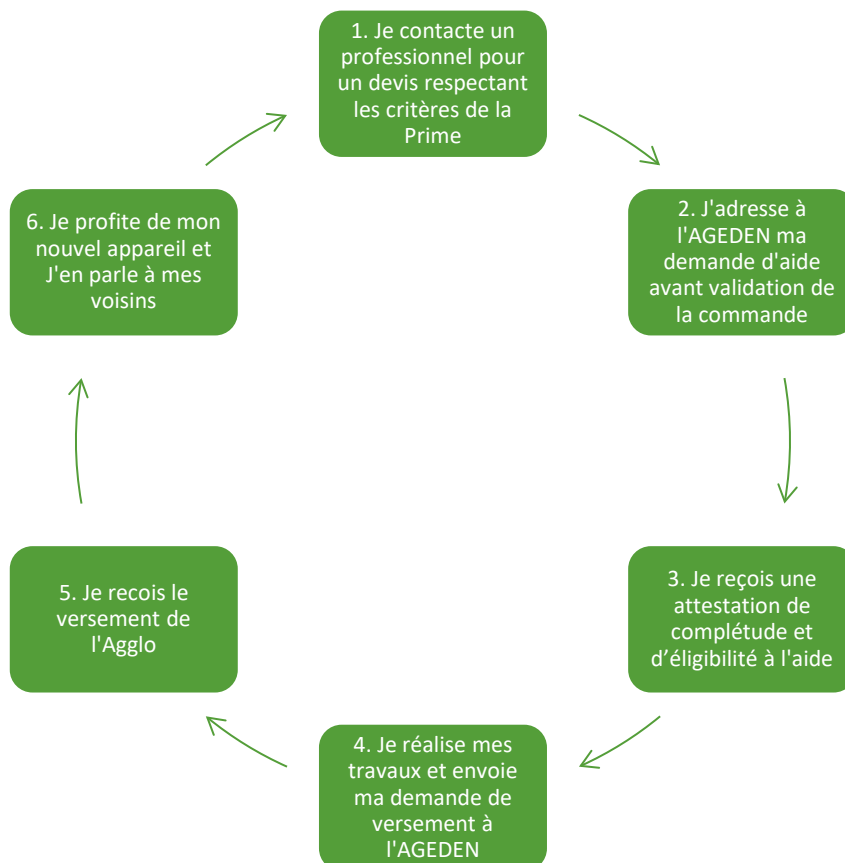 1. Je contacte un
professionnel pour
un devis respectant
les critères de la
Prime
2. J'adresse à
l'AGEDEN ma
demande d'aide
avant validation de
la commande
3. Je reçois une
attestation de
complétude et
d’éligibilité à l'aide
4. Je réalise mes
travaux et envoie
ma demande de
versement à
l'AGEDEN
5. Je recois le
versement de
l'Agglo
6. Je profite de mon
nouvel appareil et
J'en parle à mes
voisins